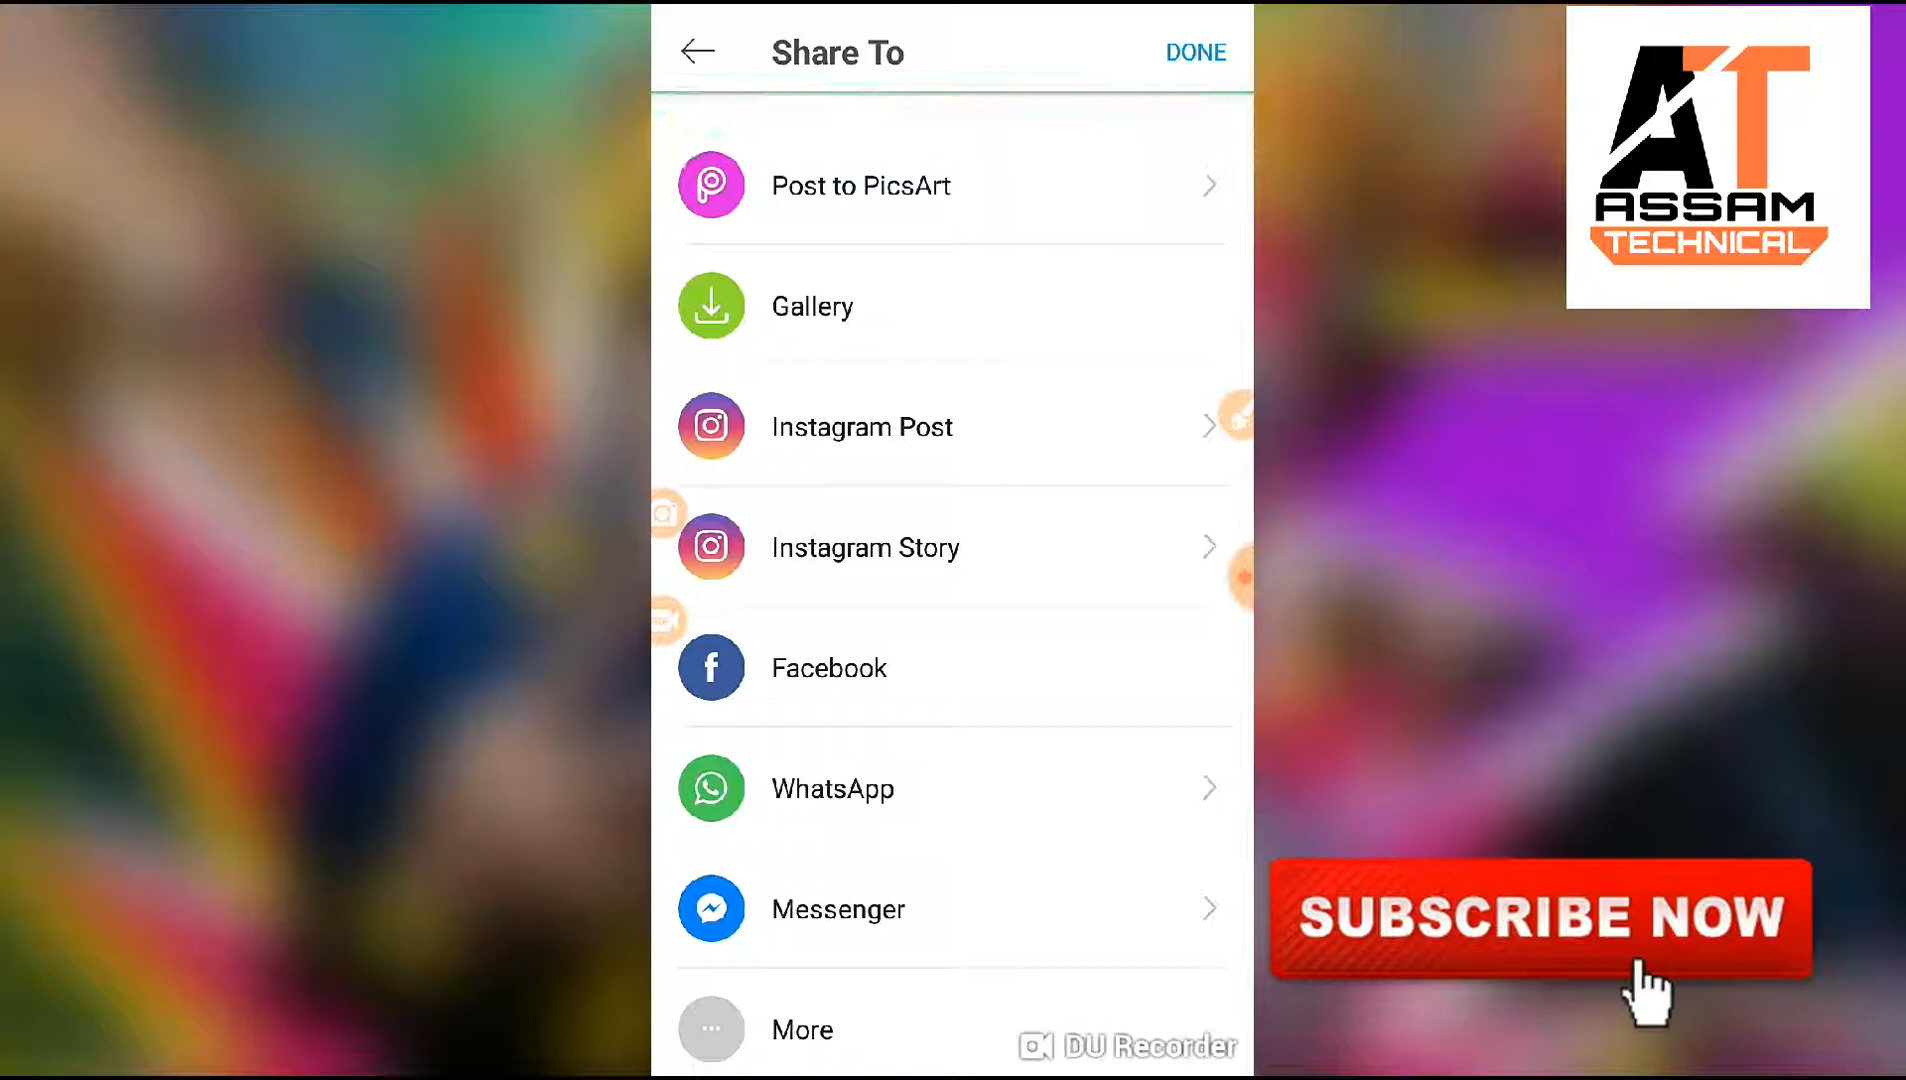 Share To
DONE
Post to PicsArt
Gallery
Instagram Post
Instagram Story
Facebook
WhatsApp
Messenger
More
DU Recorder
AT
ASSAM
TECHNICAL
SUBSCRIBE NOW